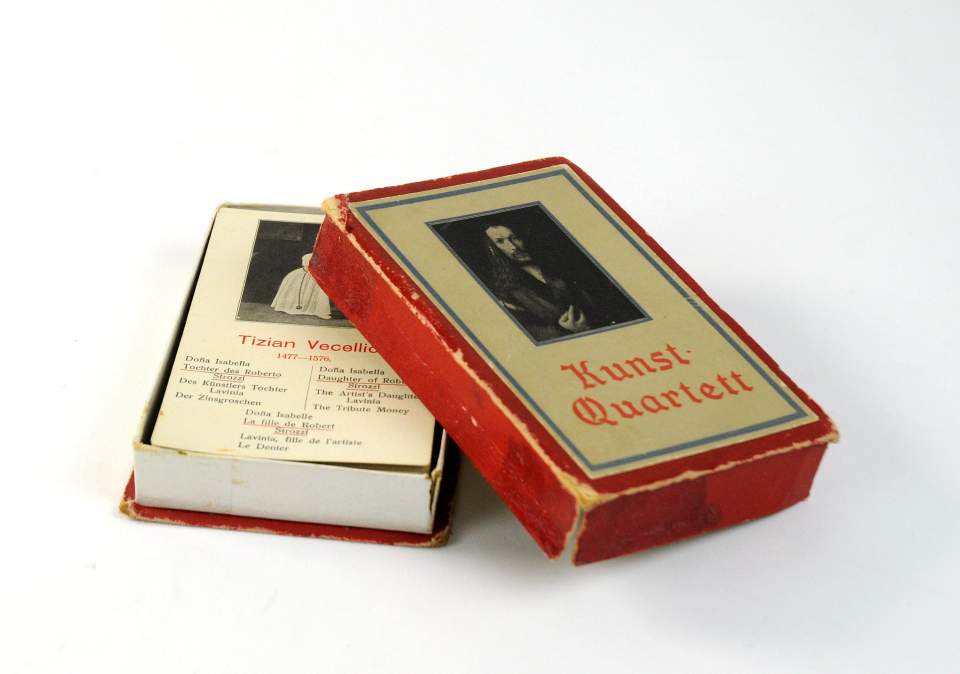 Tizian Vecellio
1477—1576.
Doña Isabella
Tochter des Roberto
Strozzi
Des Künstlers Tochter
Lavinia
Der Zinsgroschen
Doña Isabella
Daughter of
Strozzi
The Artist's
Lavinia
The Tribute Money
Doña Isabelle
La fille de Robert
Strozzi
Lavinia, fille de l'artiste
Le Denier
Kunst-
Quartett